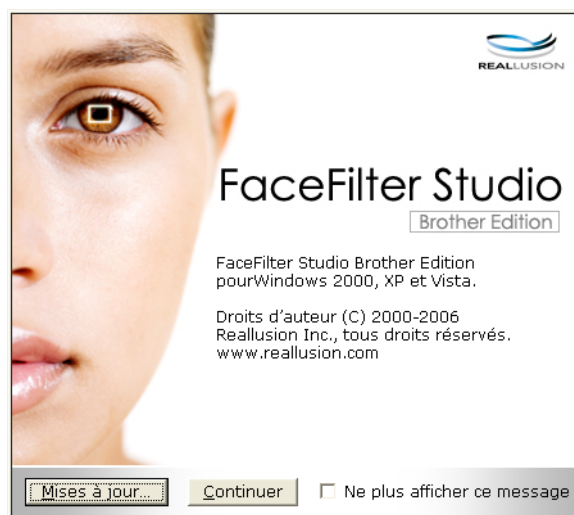 REALLUSION
FaceFilter Studio
Brother Edition
FaceFilter Studio Brother Edition
pourWindows 2000, XP et Vista.
Droits d'auteur (C) 2000-2006
Reallusion Inc., tous droits réservés.
www.reallusion.com
Mises à jour...
Continuer
Ne plus afficher ce message